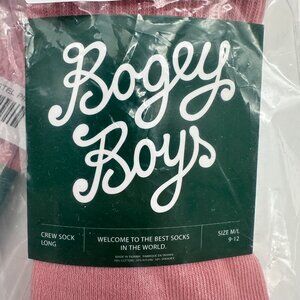 Bogey
Boys
CREW SOCK
LONG
WELCOME TO THE BEST SOCKS
IN THE WORLD.
SIZE M/L
9-12